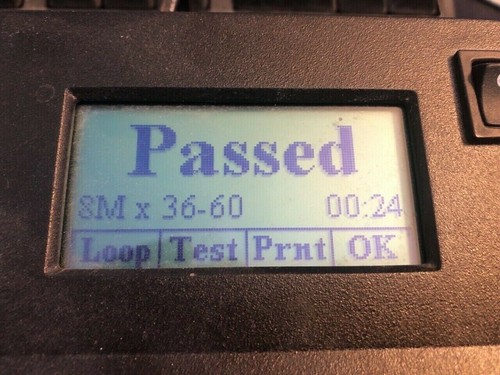 Passed
8M x 36-60 00:24
Loop Test Prnt OK